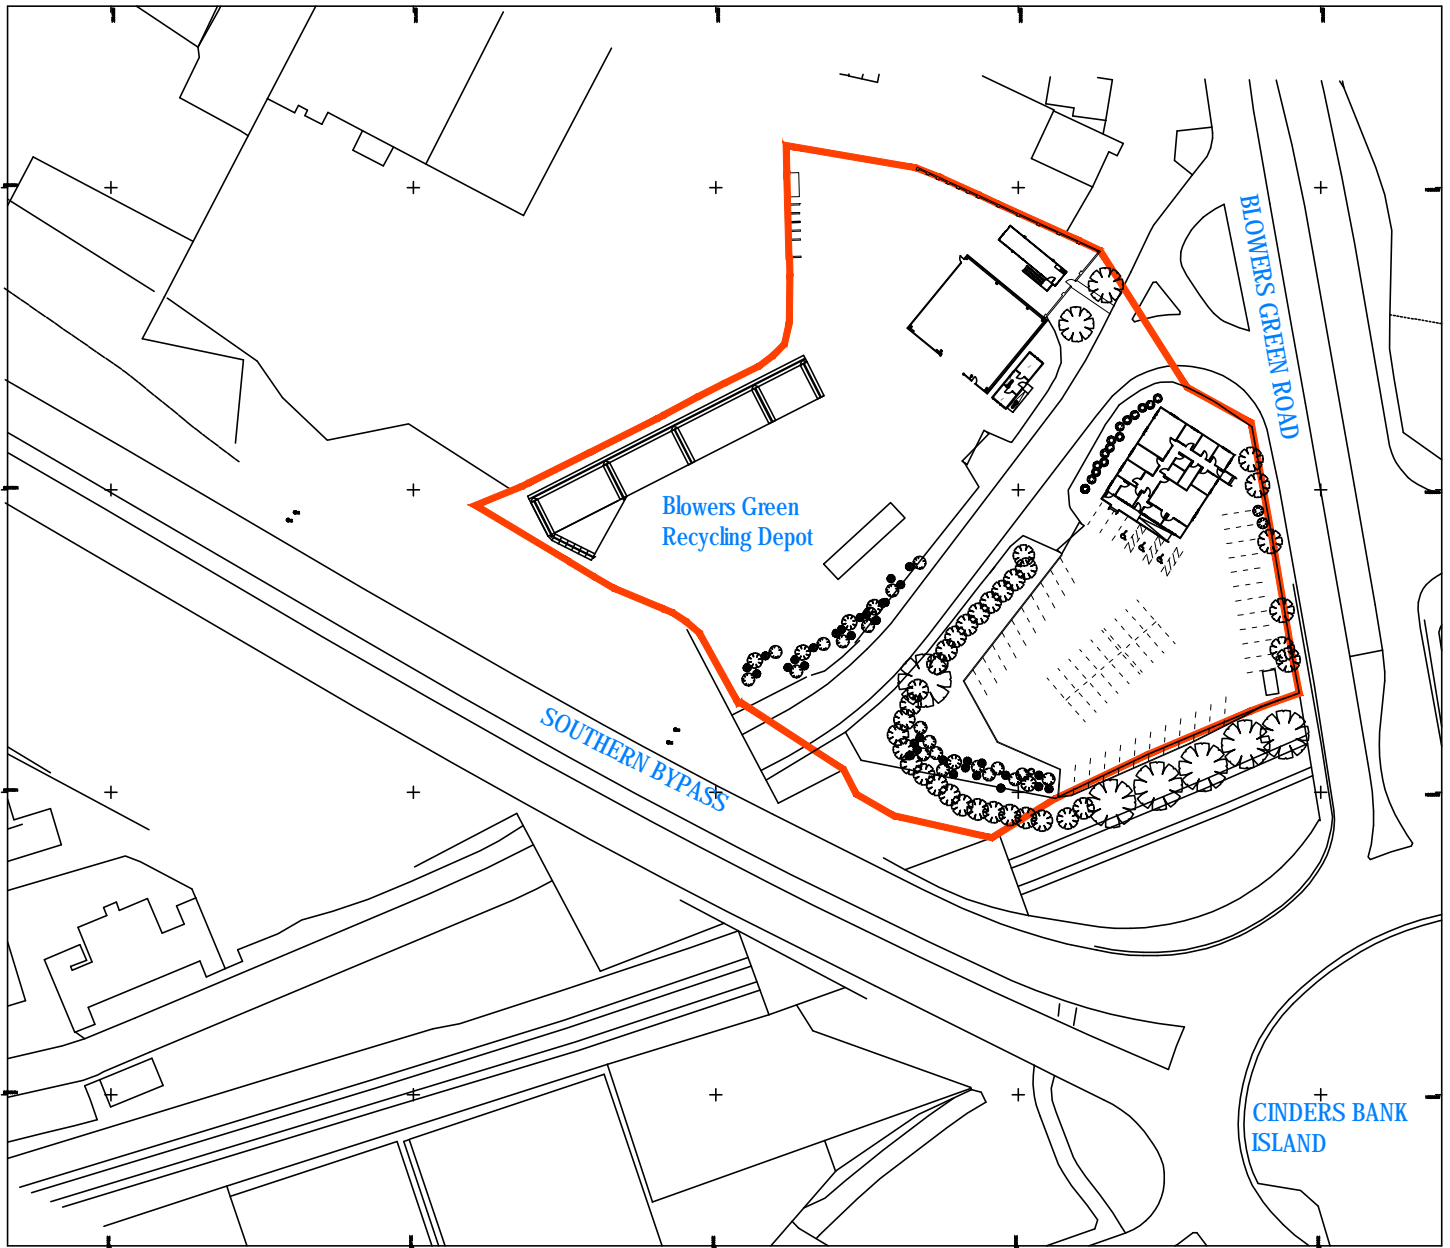 BLOWERS GREEN ROAD
Blowers Green
Recycling Depot
SOUTHERN BYPASS
CINDERS BANK
ISLAND